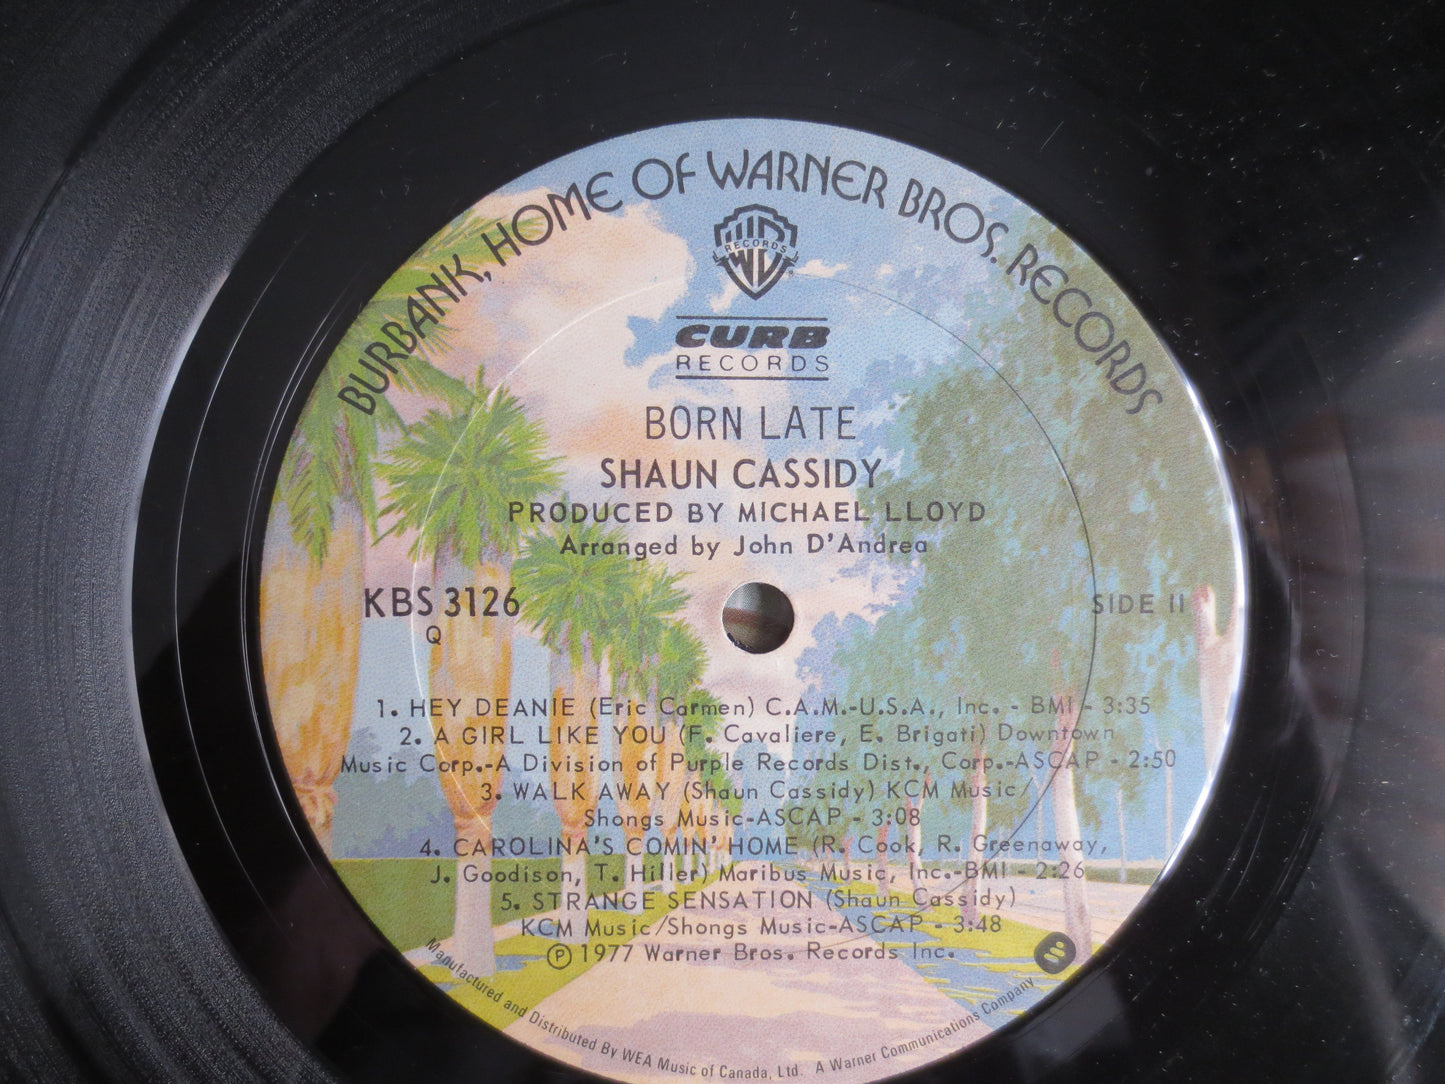 BURBANK, HOME OF WARNER BROS. RECORDS
RECORDS
CURB
RECORDS
BORN LATE
SHAUN CASSIDY
PRODUCED BY MICHAEL LLOYD
Arranged by John D'Andrea
KBS 3126
Q
SIDE II
1. HEY DEANIE (Eric Carmen) C.A.M.-U.S.A., Inc. - BMI - 3:35
2. A GIRL LIKE YOU (F. Cavaliere, E. Brigati) Downtown
Music Corp.-A Division of Purple Records Dist., Corp.-ASCAP - 2:50
3. WALK AWAY (Shaun Cassidy) KCM Music/
Shongs Music-ASCAP - 3:08
4. CAROLINA'S COMIN' HOME (R. Cook, R. Greenaway,
J. Goodison, T. Hiller) Maribus Music, Inc.-BMI - 2:26
5. STRANGE SENSATION (Shaun Cassidy)
KCM Music/Shongs Music-ASCAP - 3:48
℗ 1977 Warner Bros. Records Inc.
Manufactured and Distributed By WEA Music of Canada, Ltd. A Warner Communications Company